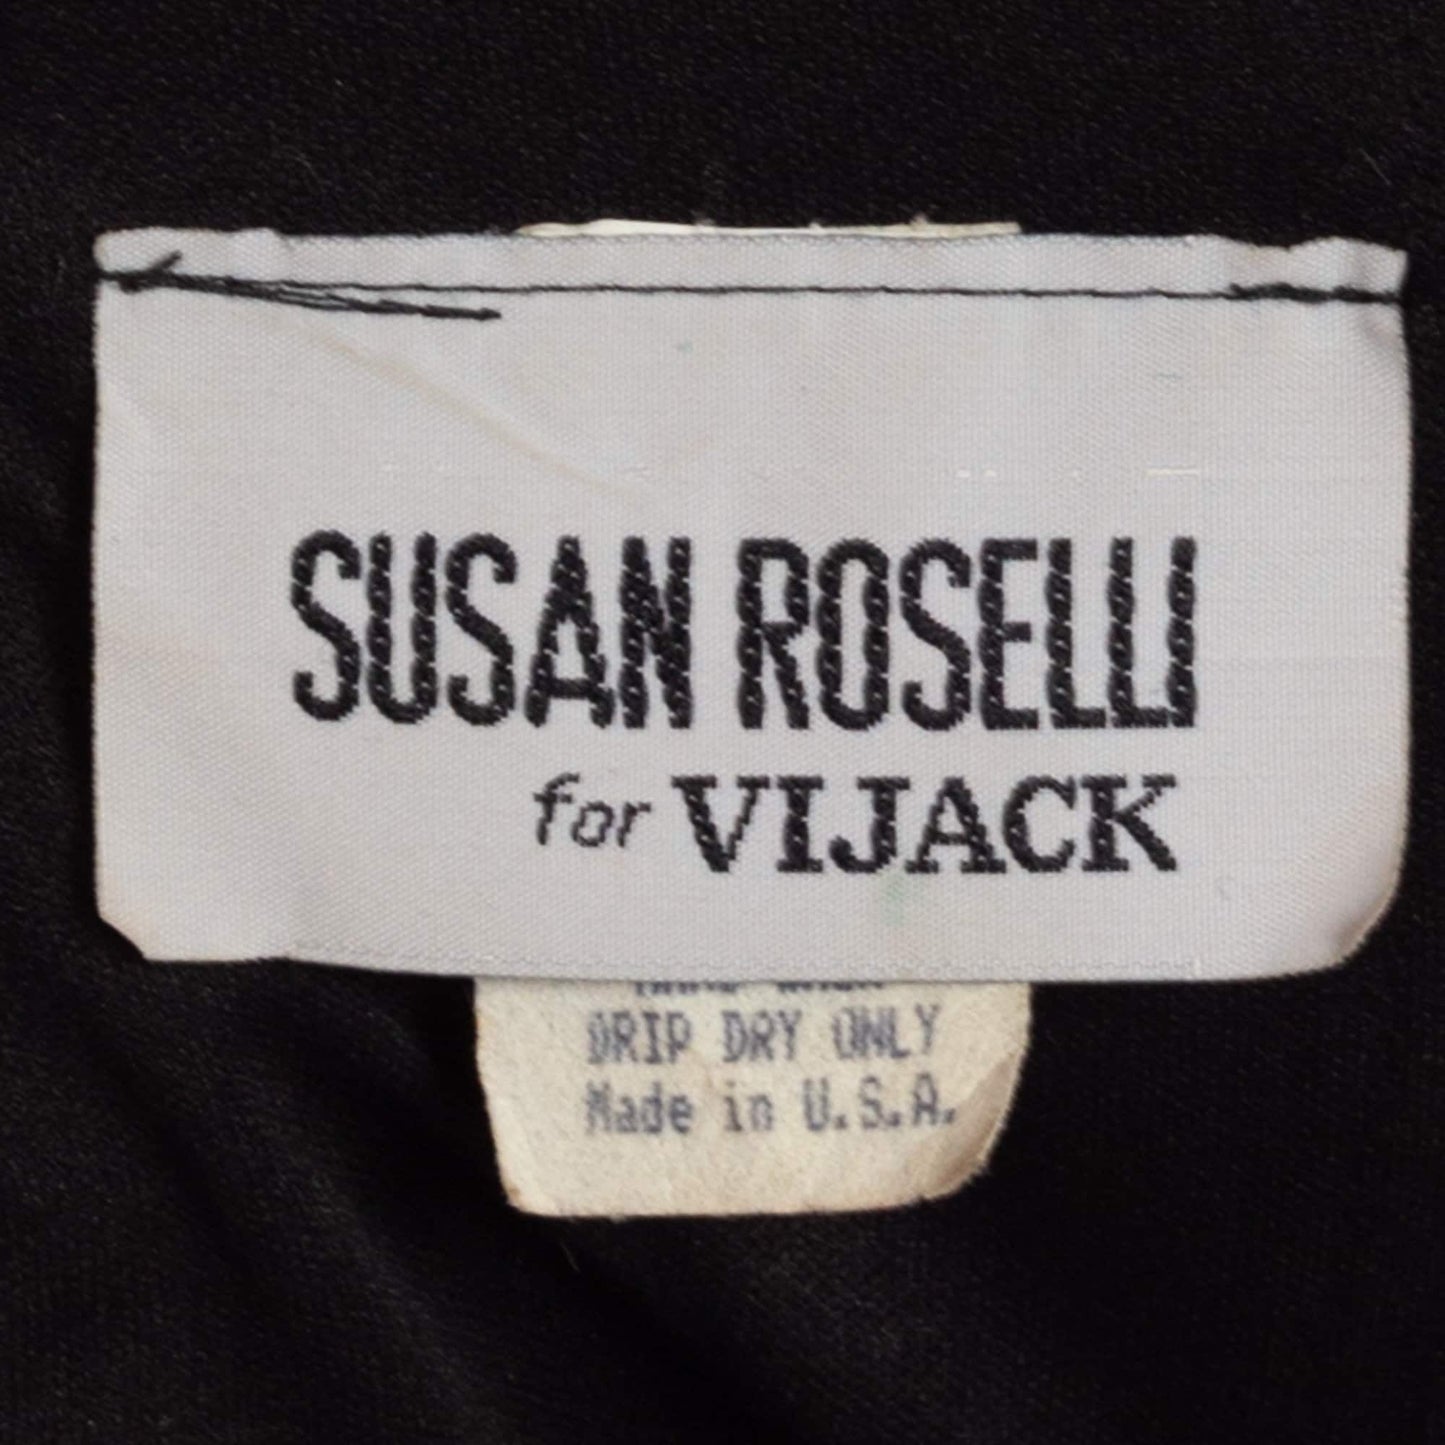 SUSAN ROSELLI
for VIJACK
DRIP DRY ONLY
Made in U.S.A.